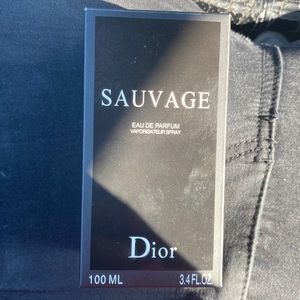 SAUVAGE
EAU DE PARFUM
VAPORISATEUR SPRAY
Dior
100 ML 3.4 FL.OZ.